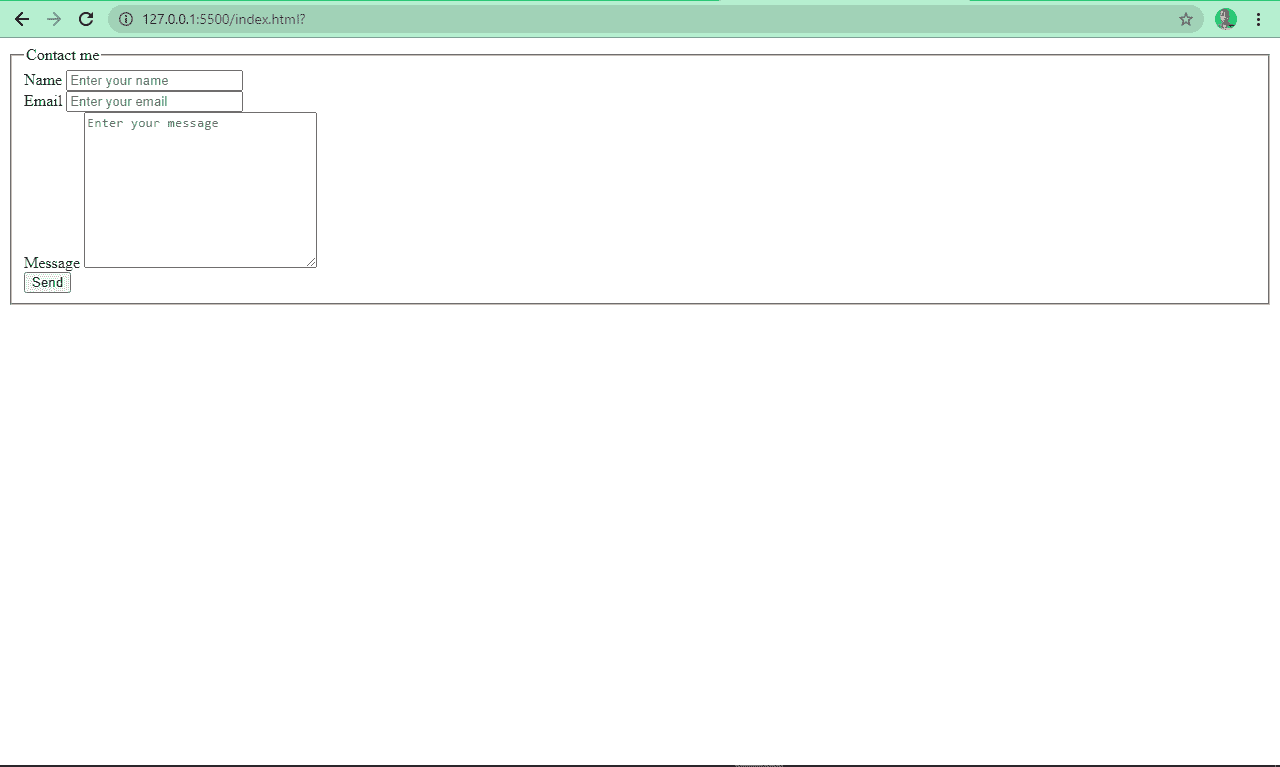 127.0.0.1:5500/index.html?
Contact me
Name Enter your name
Email Enter your email
Enter your message
Message
Send